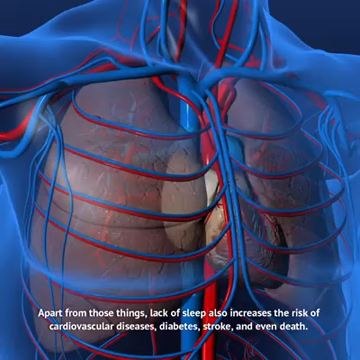 Apart from those things, lack of sleep also increases the risk of
cardiovascular diseases, diabetes, stroke, and even death.